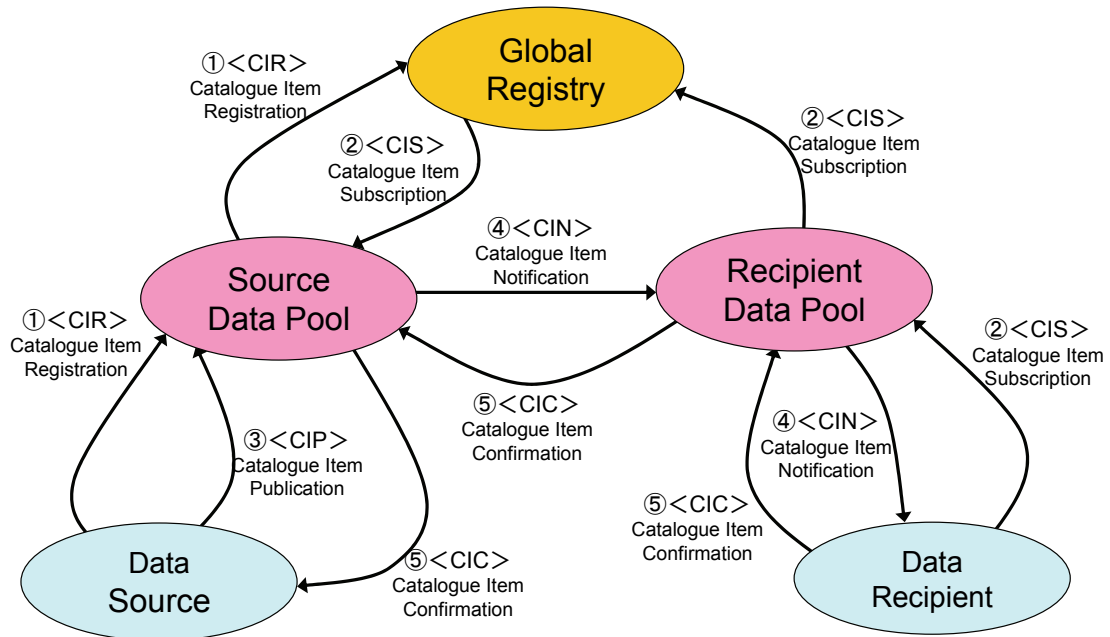 Global
Registry
①<CIR>
Catalogue Item
Registration
②<CIS>
Catalogue Item
Subscription
②<CIS>
Catalogue Item
Subscription
④<CIN>
Catalogue Item
Notification
Source
Data Pool
Recipient
Data Pool
①<CIR>
Catalogue Item
Registration
②<CIS>
Catalogue Item
Subscription
⑤<CIC>
Catalogue Item
Confirmation
③<CIP>
Catalogue Item
Publication
④<CIN>
Catalogue Item
Notification
⑤<CIC>
Catalogue Item
Confirmation
⑤<CIC>
Catalogue Item
Confirmation
Data
Source
Data
Recipient